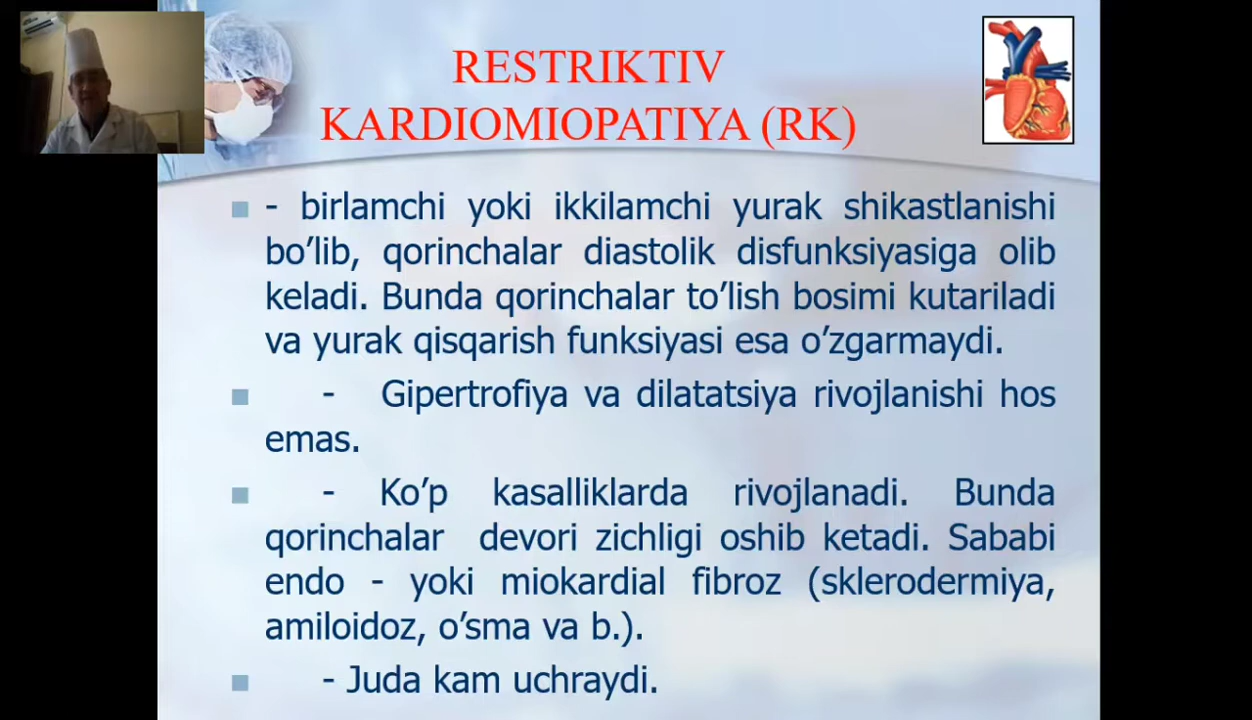 RESTRIKTIV
KARDIOMIOPATIYA (RK)
- birlamchi yoki ikkilamchi yurak shikastlanishi
bo’lib, qorinchalar diastolik disfunksiyasiga olib
keladi. Bunda qorinchalar to’lish bosimi kutariladi
va yurak qisqarish funksiyasi esa o’zgarmaydi.
- Gipertrofiya va dilatatsiya rivojlanishi hos
emas.
- Ko’p kasalliklarda rivojlanadi. Bunda
qorinchalar devori zichligi oshib ketadi. Sababi
endo - yoki miokardial fibroz (sklerodermiya,
amiloidoz, o’sma va b.).
- Juda kam uchraydi.